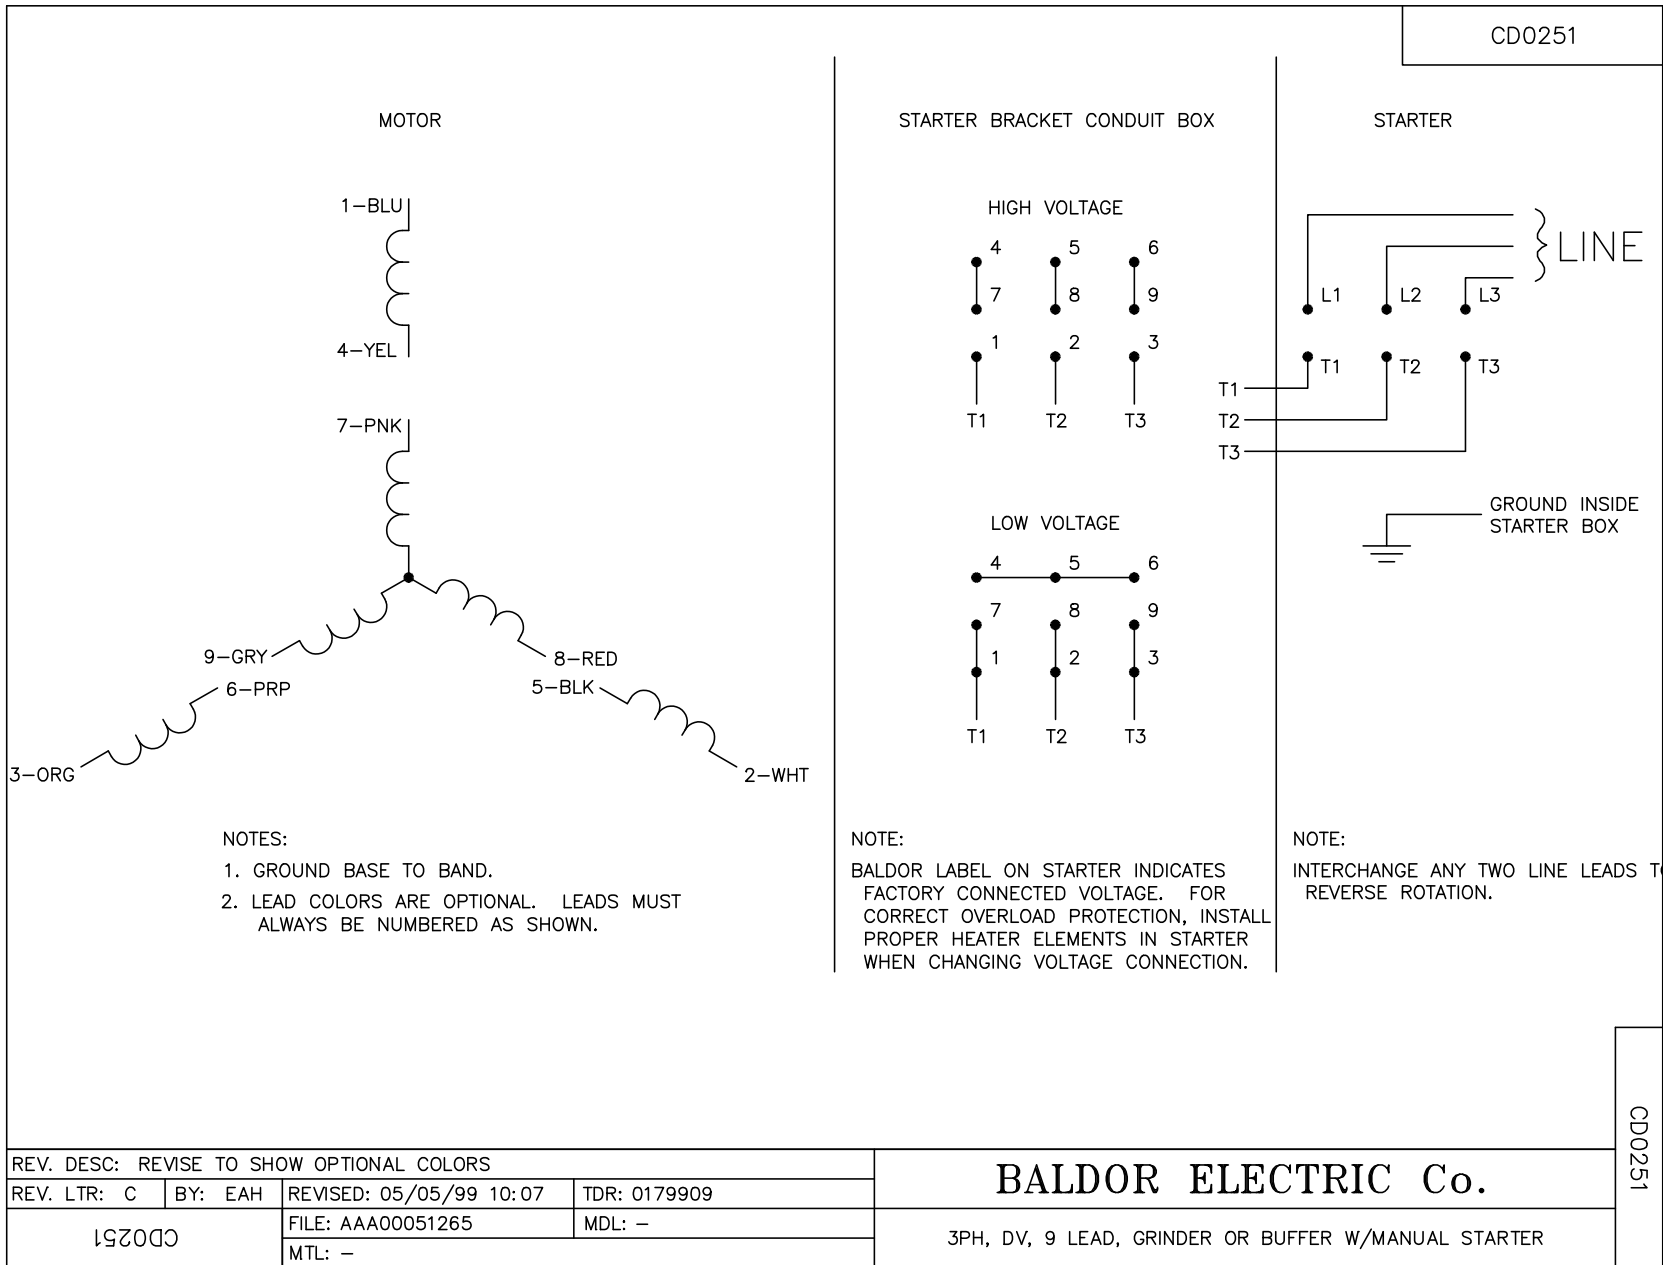 CD0251
MOTOR
1-BLU
4-YEL
7-PNK
9-GRY
8-RED
6-PRP
5-BLK
3-ORG
2-WHT
NOTES:
1. GROUND BASE TO BAND.
2. LEAD COLORS ARE OPTIONAL. LEADS MUST
ALWAYS BE NUMBERED AS SHOWN.
STARTER BRACKET CONDUIT BOX
HIGH VOLTAGE
4 5 6
7 8 9
1 2 3
T1 T2 T3
LOW VOLTAGE
4 5 6
7 8 9
1 2 3
T1 T2 T3
NOTE:
BALDOR LABEL ON STARTER INDICATES
FACTORY CONNECTED VOLTAGE. FOR
CORRECT OVERLOAD PROTECTION, INSTALL
PROPER HEATER ELEMENTS IN STARTER
WHEN CHANGING VOLTAGE CONNECTION.
STARTER
LINE
L1 L2 L3
T1 T2 T3
T1
T2
T3
GROUND INSIDE
STARTER BOX
NOTE:
INTERCHANGE ANY TWO LINE LEADS TO
REVERSE ROTATION.
CD0251
REV. DESC: REVISE TO SHOW OPTIONAL COLORS
REV. LTR: C BY: EAH REVISED: 05/05/99 10:07 TDR: 0179909
CD0251
FILE: AAA00051265 MDL: -
MTL: -
BALDOR ELECTRIC Co.
3PH, DV, 9 LEAD, GRINDER OR BUFFER W/MANUAL STARTER